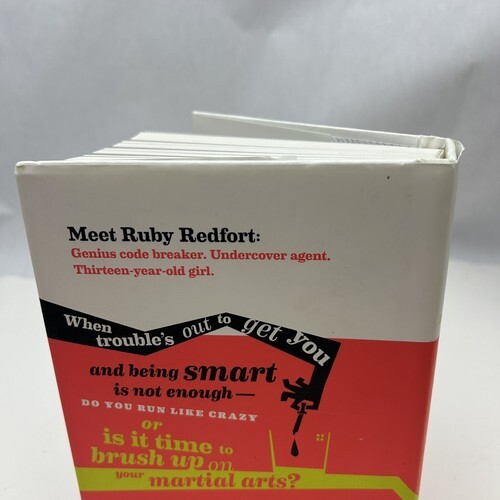 Meet Ruby Redfort:
Genius code breaker. Undercover agent.
Thirteen-year-old girl.
When trouble's out to get you
and being smart
is not enough—
DO YOU RUN LIKE CRAZY
or
is it time to
brush up on
your martial arts?